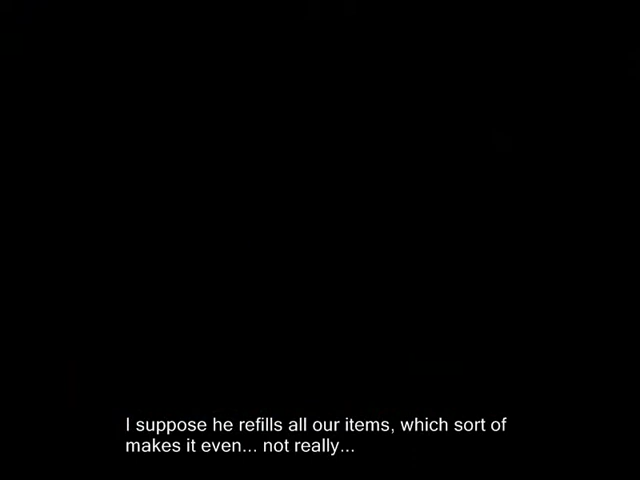 I suppose he refills all our items, which sort of
makes it even... not really...